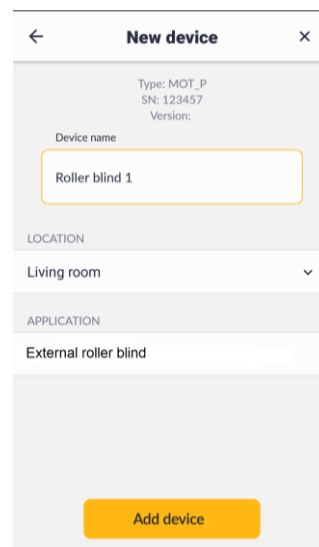 New device
Type: MOT_P
SN: 123457
Version:
Device name
Roller blind 1
LOCATION
Living room
APPLICATION
External roller blind
Add device